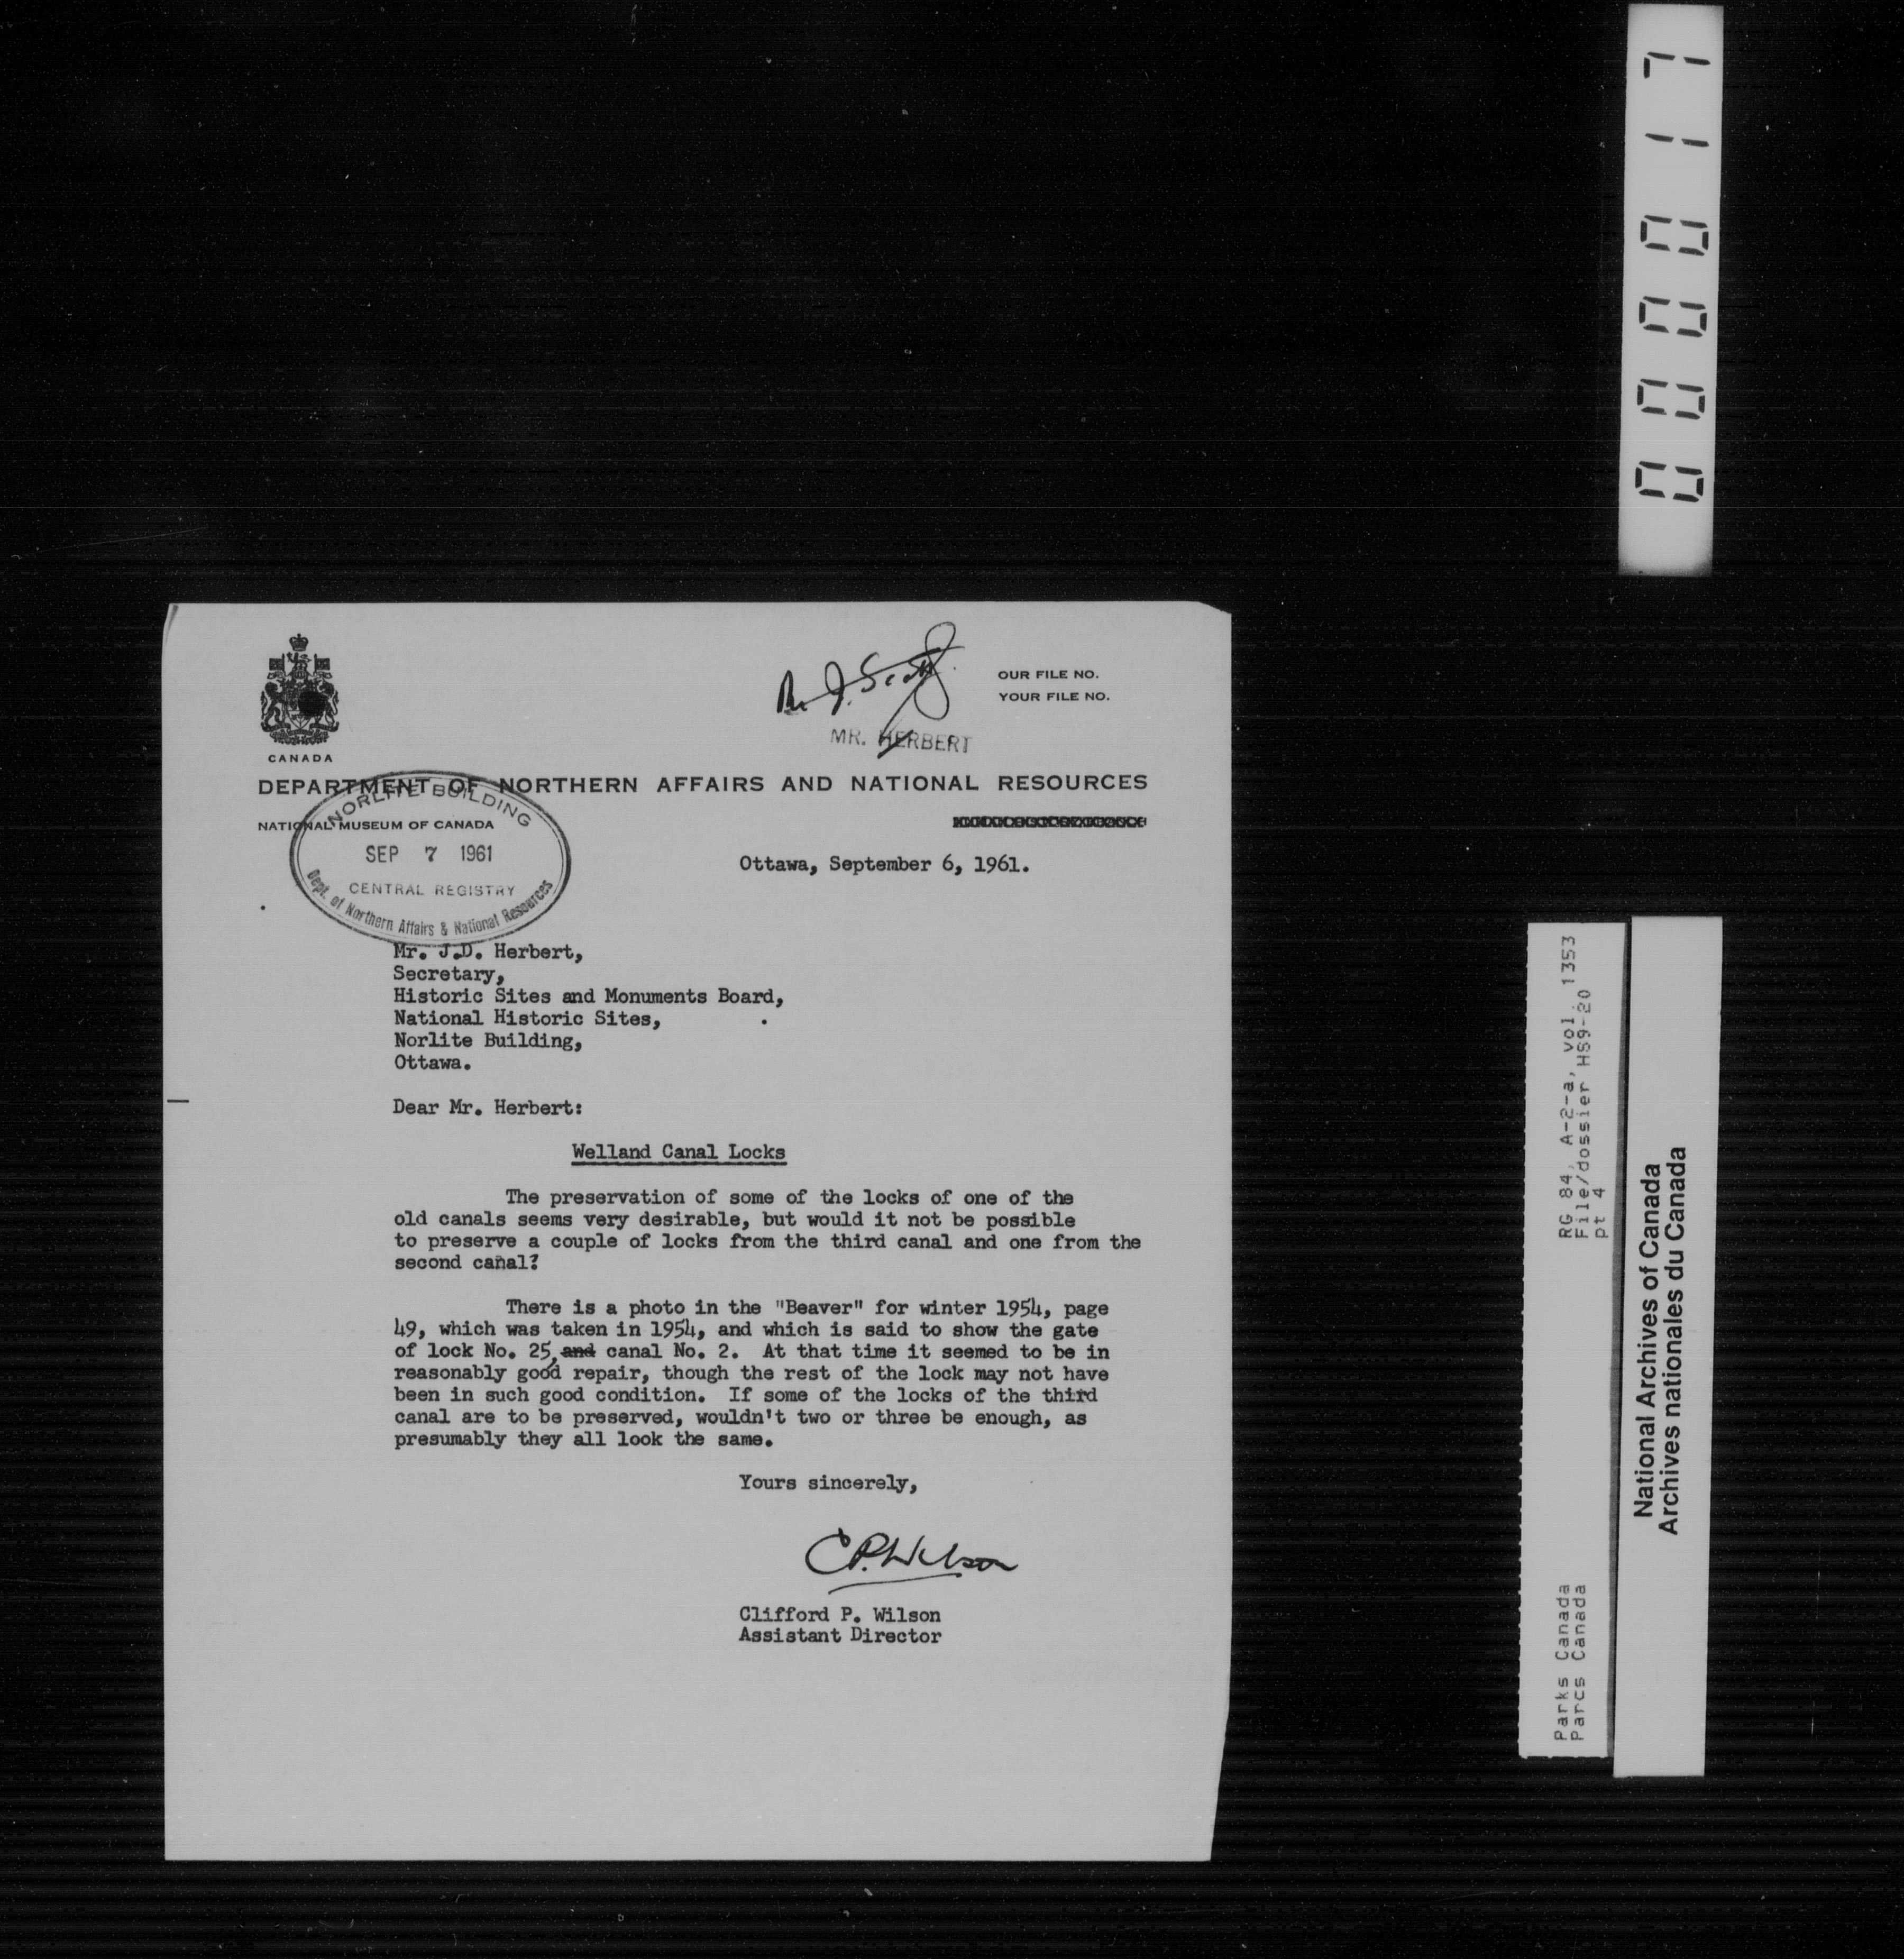 000017
Mr J. Scott
OUR FILE NO.
YOUR FILE NO.
MR. HERBERT
CANADA
DEPARTMENT OF NORTHERN AFFAIRS AND NATIONAL RESOURCES
NATIONAL MUSEUM OF CANADA
NORLITE BUILDING
SEP 7 1961
CENTRAL REGISTRY
Dept. of Northern Affairs & National Resources
Ottawa, September 6, 1961.
Mr. J.D. Herbert,
Secretary,
Historic Sites and Monuments Board,
National Historic Sites,
Norlite Building,
Ottawa.
Dear Mr. Herbert:
Welland Canal Locks
The preservation of some of the locks of one of the
old canals seems very desirable, but would it not be possible
to preserve a couple of locks from the third canal and one from the
second canal?
There is a photo in the "Beaver" for winter 1954, page
49, which was taken in 1954, and which is said to show the gate
of lock No. 25, and canal No. 2. At that time it seemed to be in
reasonably good repair, though the rest of the lock may not have
been in such good condition. If some of the locks of the third
canal are to be preserved, wouldn't two or three be enough, as
presumably they all look the same.
Yours sincerely,
C.P. Wilson
Clifford P. Wilson
Assistant Director
RG 84, A-2-a, vol. 1353
File/dossier HS9-20
pt 4
Parks Canada
Parcs Canada
National Archives of Canada
Archives nationales du Canada